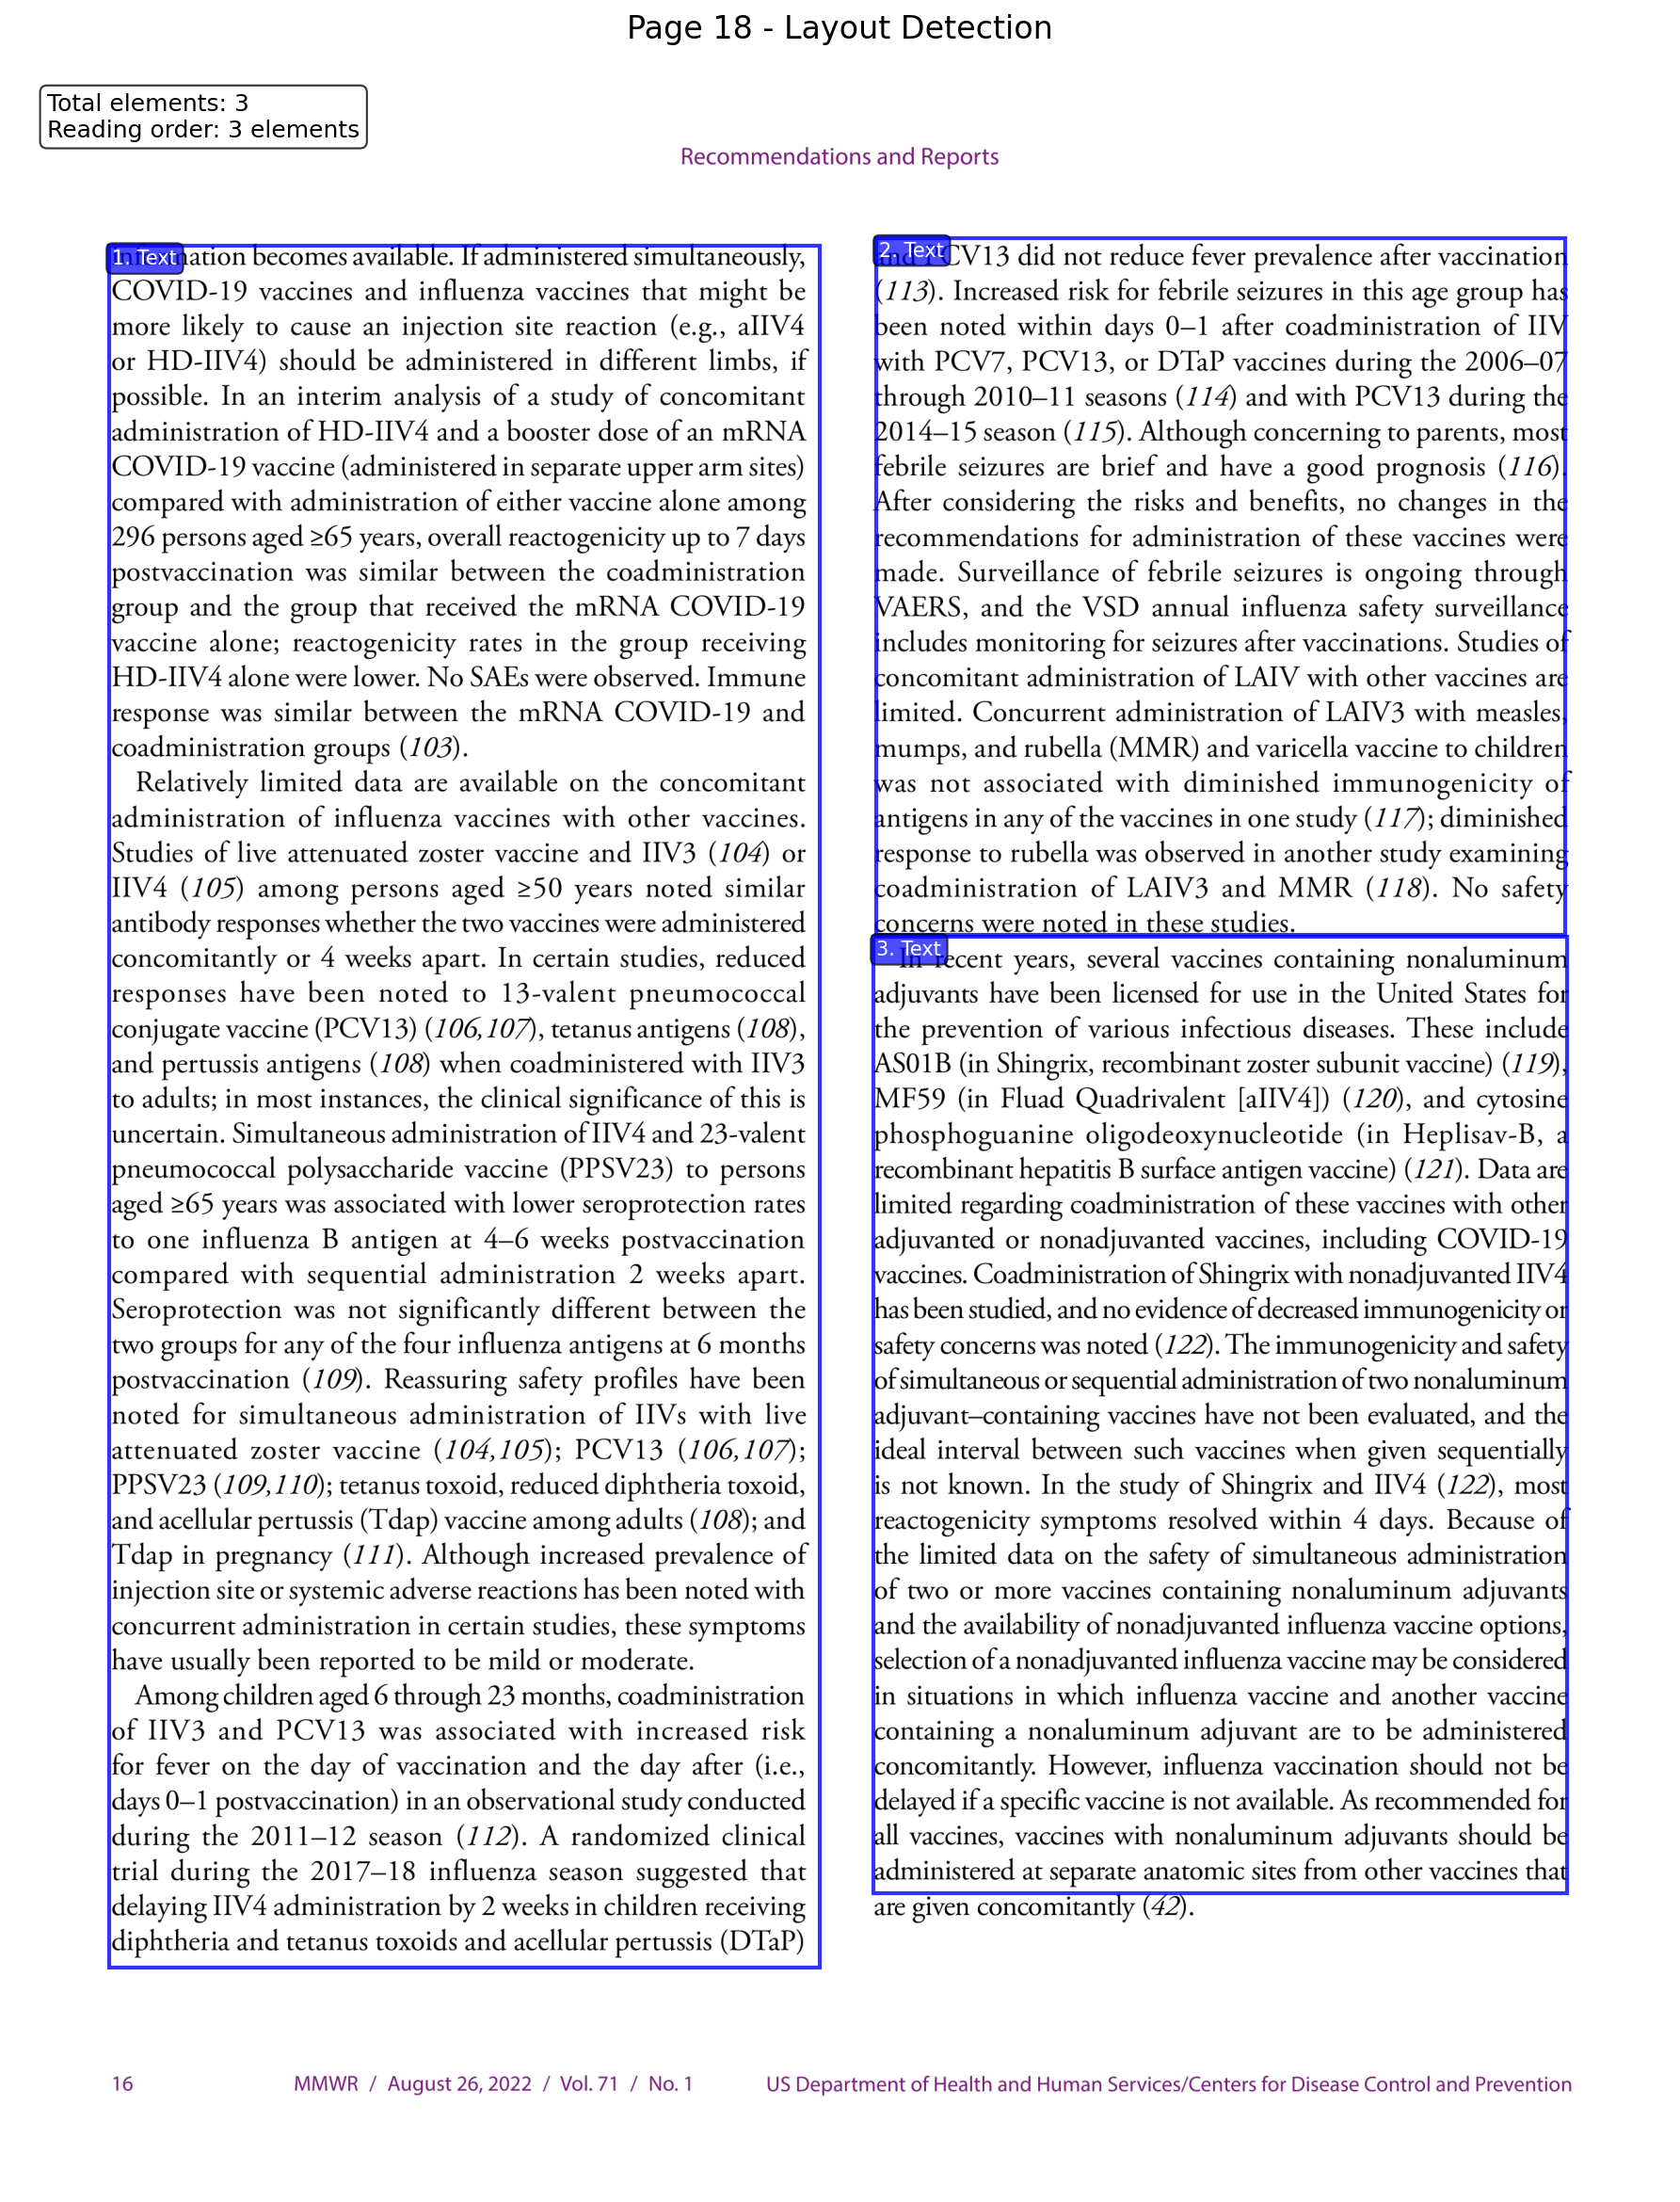 Page 18 - Layout Detection
Total elements: 3
Reading order: 3 elements
Recommendations and Reports
1. Text
nation becomes available. If administered simultaneously,
COVID-19 vaccines and influenza vaccines that might be
more likely to cause an injection site reaction (e.g., aIIV4
or HD-IIV4) should be administered in different limbs, if
possible. In an interim analysis of a study of concomitant
administration of HD-IIV4 and a booster dose of an mRNA
COVID-19 vaccine (administered in separate upper arm sites)
compared with administration of either vaccine alone among
296 persons aged ≥65 years, overall reactogenicity up to 7 days
postvaccination was similar between the coadministration
group and the group that received the mRNA COVID-19
vaccine alone; reactogenicity rates in the group receiving
HD-IIV4 alone were lower. No SAEs were observed. Immune
response was similar between the mRNA COVID-19 and
coadministration groups (103).
Relatively limited data are available on the concomitant
administration of influenza vaccines with other vaccines.
Studies of live attenuated zoster vaccine and IIV3 (104) or
IIV4 (105) among persons aged ≥50 years noted similar
antibody responses whether the two vaccines were administered
concomitantly or 4 weeks apart. In certain studies, reduced
responses have been noted to 13-valent pneumococcal
conjugate vaccine (PCV13) (106,107), tetanus antigens (108),
and pertussis antigens (108) when coadministered with IIV3
to adults; in most instances, the clinical significance of this is
uncertain. Simultaneous administration of IIV4 and 23-valent
pneumococcal polysaccharide vaccine (PPSV23) to persons
aged ≥65 years was associated with lower seroprotection rates
to one influenza B antigen at 4–6 weeks postvaccination
compared with sequential administration 2 weeks apart.
Seroprotection was not significantly different between the
two groups for any of the four influenza antigens at 6 months
postvaccination (109). Reassuring safety profiles have been
noted for simultaneous administration of IIVs with live
attenuated zoster vaccine (104,105); PCV13 (106,107);
PPSV23 (109,110); tetanus toxoid, reduced diphtheria toxoid,
and acellular pertussis (Tdap) vaccine among adults (108); and
Tdap in pregnancy (111). Although increased prevalence of
injection site or systemic adverse reactions has been noted with
concurrent administration in certain studies, these symptoms
have usually been reported to be mild or moderate.
Among children aged 6 through 23 months, coadministration
of IIV3 and PCV13 was associated with increased risk
for fever on the day of vaccination and the day after (i.e.,
days 0–1 postvaccination) in an observational study conducted
during the 2011–12 season (112). A randomized clinical
trial during the 2017–18 influenza season suggested that
delaying IIV4 administration by 2 weeks in children receiving
diphtheria and tetanus toxoids and acellular pertussis (DTaP)
2. Text
CV13 did not reduce fever prevalence after vaccination
(113). Increased risk for febrile seizures in this age group has
been noted within days 0–1 after coadministration of IIV
with PCV7, PCV13, or DTaP vaccines during the 2006–07
through 2010–11 seasons (114) and with PCV13 during the
2014–15 season (115). Although concerning to parents, most
febrile seizures are brief and have a good prognosis (116).
After considering the risks and benefits, no changes in the
recommendations for administration of these vaccines were
made. Surveillance of febrile seizures is ongoing through
VAERS, and the VSD annual influenza safety surveillance
includes monitoring for seizures after vaccinations. Studies of
concomitant administration of LAIV with other vaccines are
limited. Concurrent administration of LAIV3 with measles,
mumps, and rubella (MMR) and varicella vaccine to children
was not associated with diminished immunogenicity of
antigens in any of the vaccines in one study (117); diminished
response to rubella was observed in another study examining
coadministration of LAIV3 and MMR (118). No safety
concerns were noted in these studies.
3. Text
In recent years, several vaccines containing nonaluminum
adjuvants have been licensed for use in the United States for
the prevention of various infectious diseases. These include
AS01B (in Shingrix, recombinant zoster subunit vaccine) (119),
MF59 (in Fluad Quadrivalent [aIIV4]) (120), and cytosine
phosphoguanine oligodeoxynucleotide (in Heplisav-B, a
recombinant hepatitis B surface antigen vaccine) (121). Data are
limited regarding coadministration of these vaccines with other
adjuvanted or nonadjuvanted vaccines, including COVID-19
vaccines. Coadministration of Shingrix with nonadjuvanted IIV4
has been studied, and no evidence of decreased immunogenicity or
safety concerns was noted (122). The immunogenicity and safety
of simultaneous or sequential administration of two nonaluminum
adjuvant–containing vaccines have not been evaluated, and the
ideal interval between such vaccines when given sequentially
is not known. In the study of Shingrix and IIV4 (122), most
reactogenicity symptoms resolved within 4 days. Because of
the limited data on the safety of simultaneous administration
of two or more vaccines containing nonaluminum adjuvants
and the availability of nonadjuvanted influenza vaccine options,
selection of a nonadjuvanted influenza vaccine may be considered
in situations in which influenza vaccine and another vaccine
containing a nonaluminum adjuvant are to be administered
concomitantly. However, influenza vaccination should not be
delayed if a specific vaccine is not available. As recommended for
all vaccines, vaccines with nonaluminum adjuvants should be
administered at separate anatomic sites from other vaccines that
are given concomitantly (42).
16 MMWR / August 26, 2022 / Vol. 71 / No. 1 US Department of Health and Human Services/Centers for Disease Control and Prevention